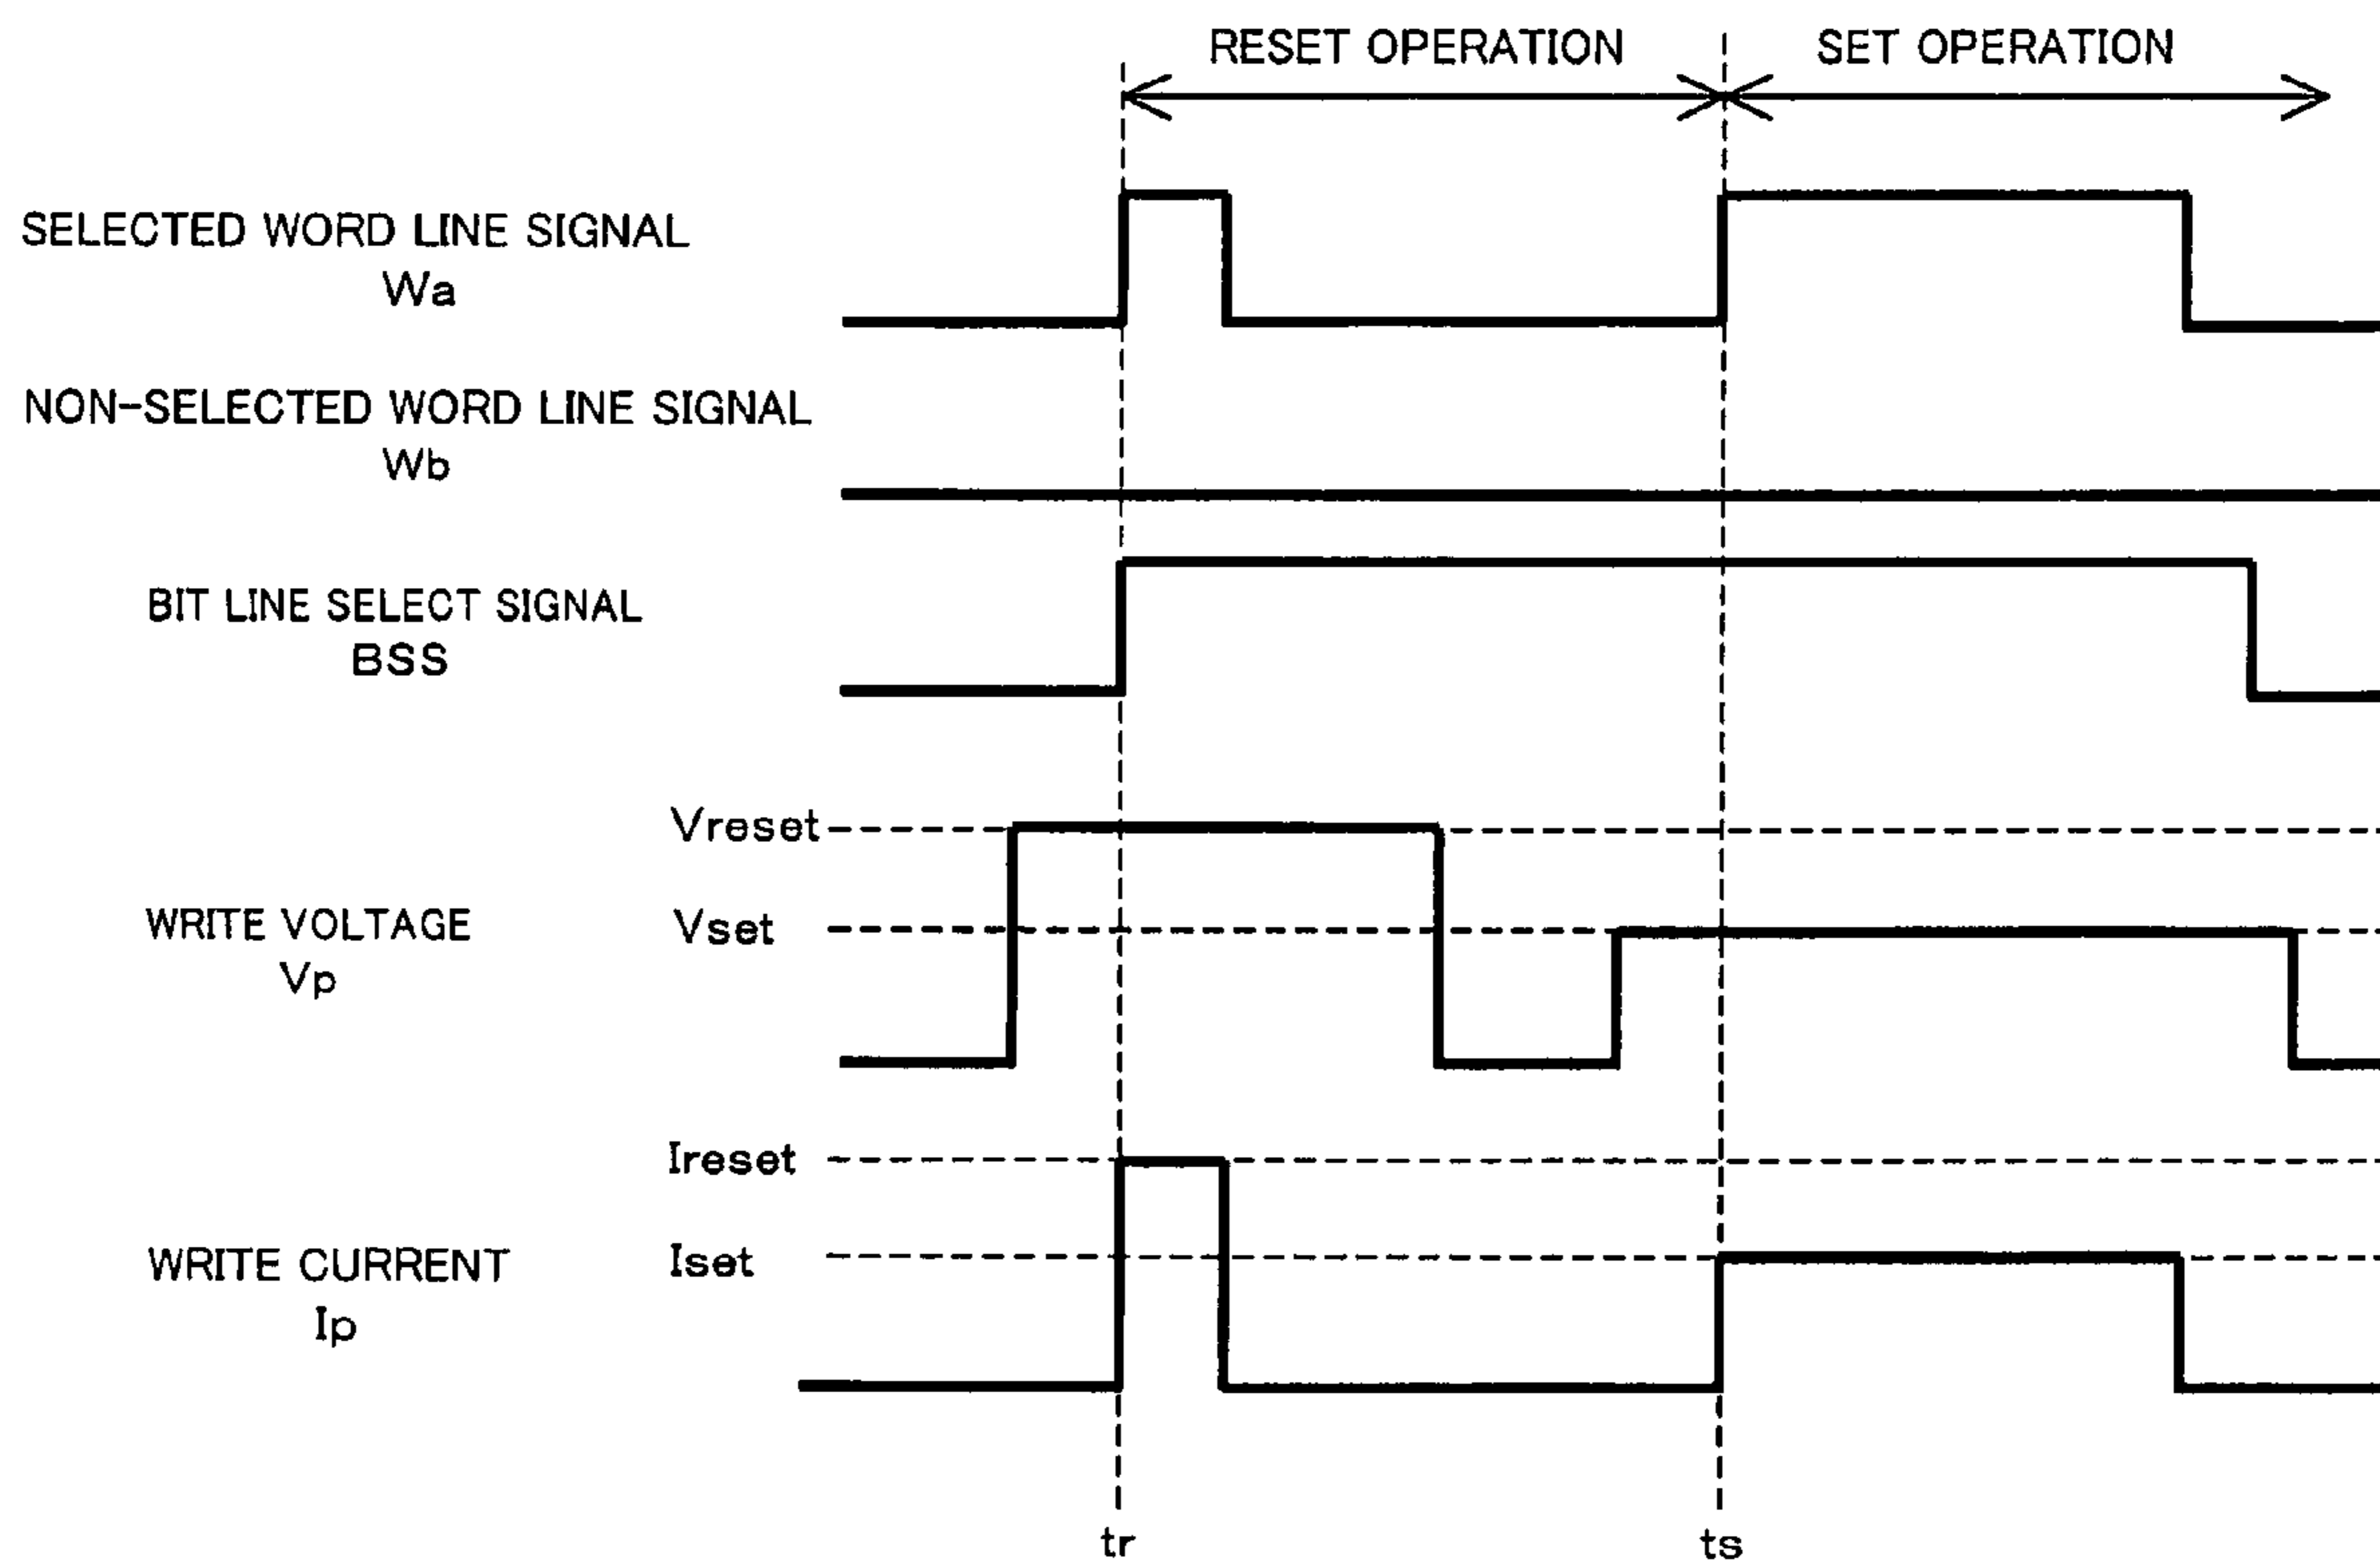 RESET OPERATION
SET OPERATION
SELECTED WORD LINE SIGNAL
Wa
NON-SELECTED WORD LINE SIGNAL
Wb
BIT LINE SELECT SIGNAL
BSS
Vreset
WRITE VOLTAGE
Vp
Vset
Ireset
WRITE CURRENT
Ip
Iset
tr
ts